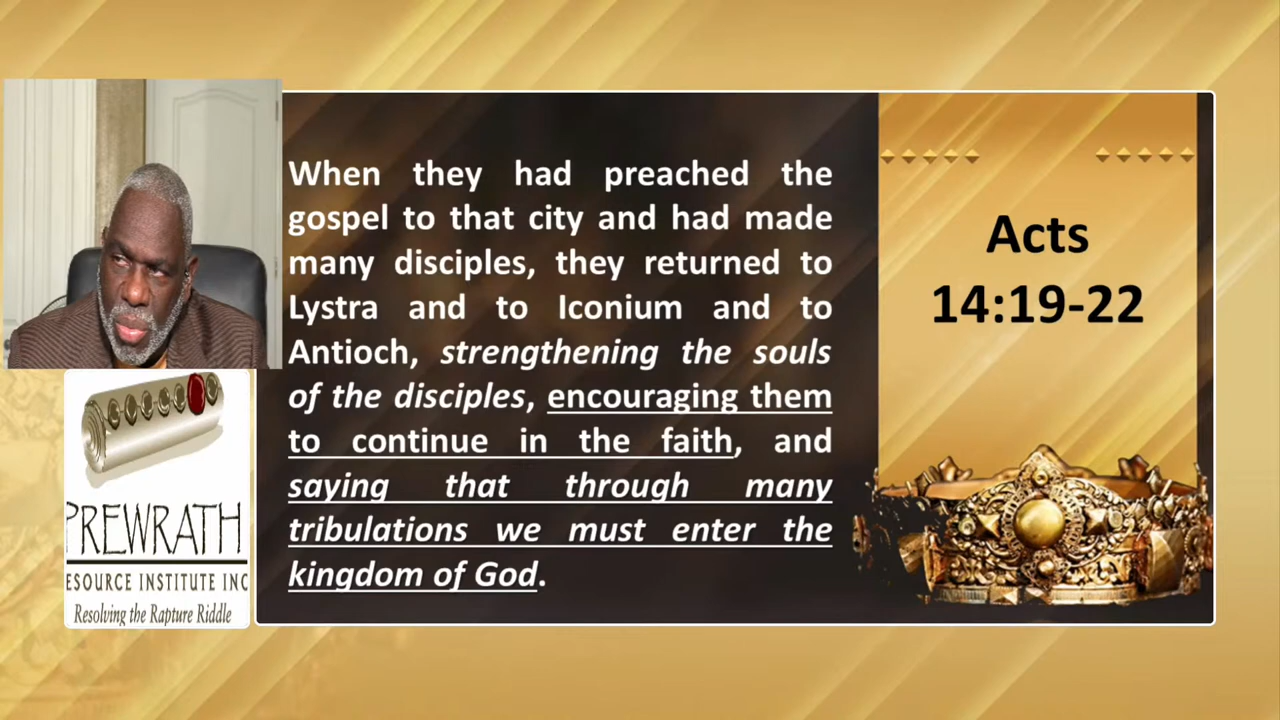 When they had preached the
gospel to that city and had made
many disciples, they returned to
Lystra and to Iconium and to
Antioch, strengthening the souls
of the disciples, encouraging them
to continue in the faith, and
saying that through many
tribulations we must enter the
kingdom of God.
Acts
14:19-22
PREWRATH
ESOURCE INSTITUTE INC
Resolving the Rapture Riddle